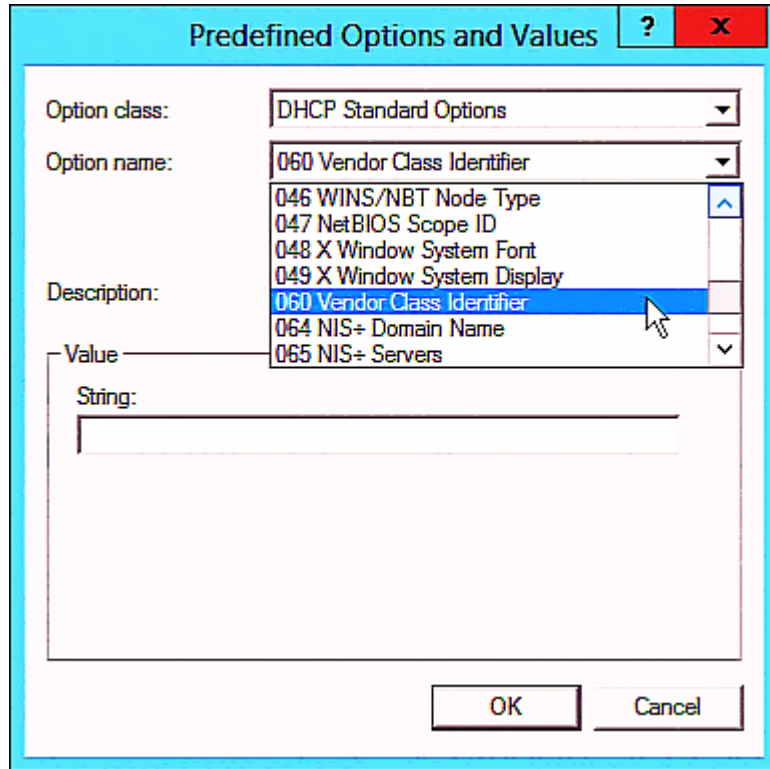 Predefined Options and Values ? x
Option class: DHCP Standard Options
Option name: 060 Vendor Class Identifier
046 WINS/NBT Node Type
047 NetBIOS Scope ID
048 X Window System Font
049 X Window System Display
Description:
060 Vendor Class Identifier
064 NIS+ Domain Name
Value
065 NIS+ Servers
String:
OK Cancel